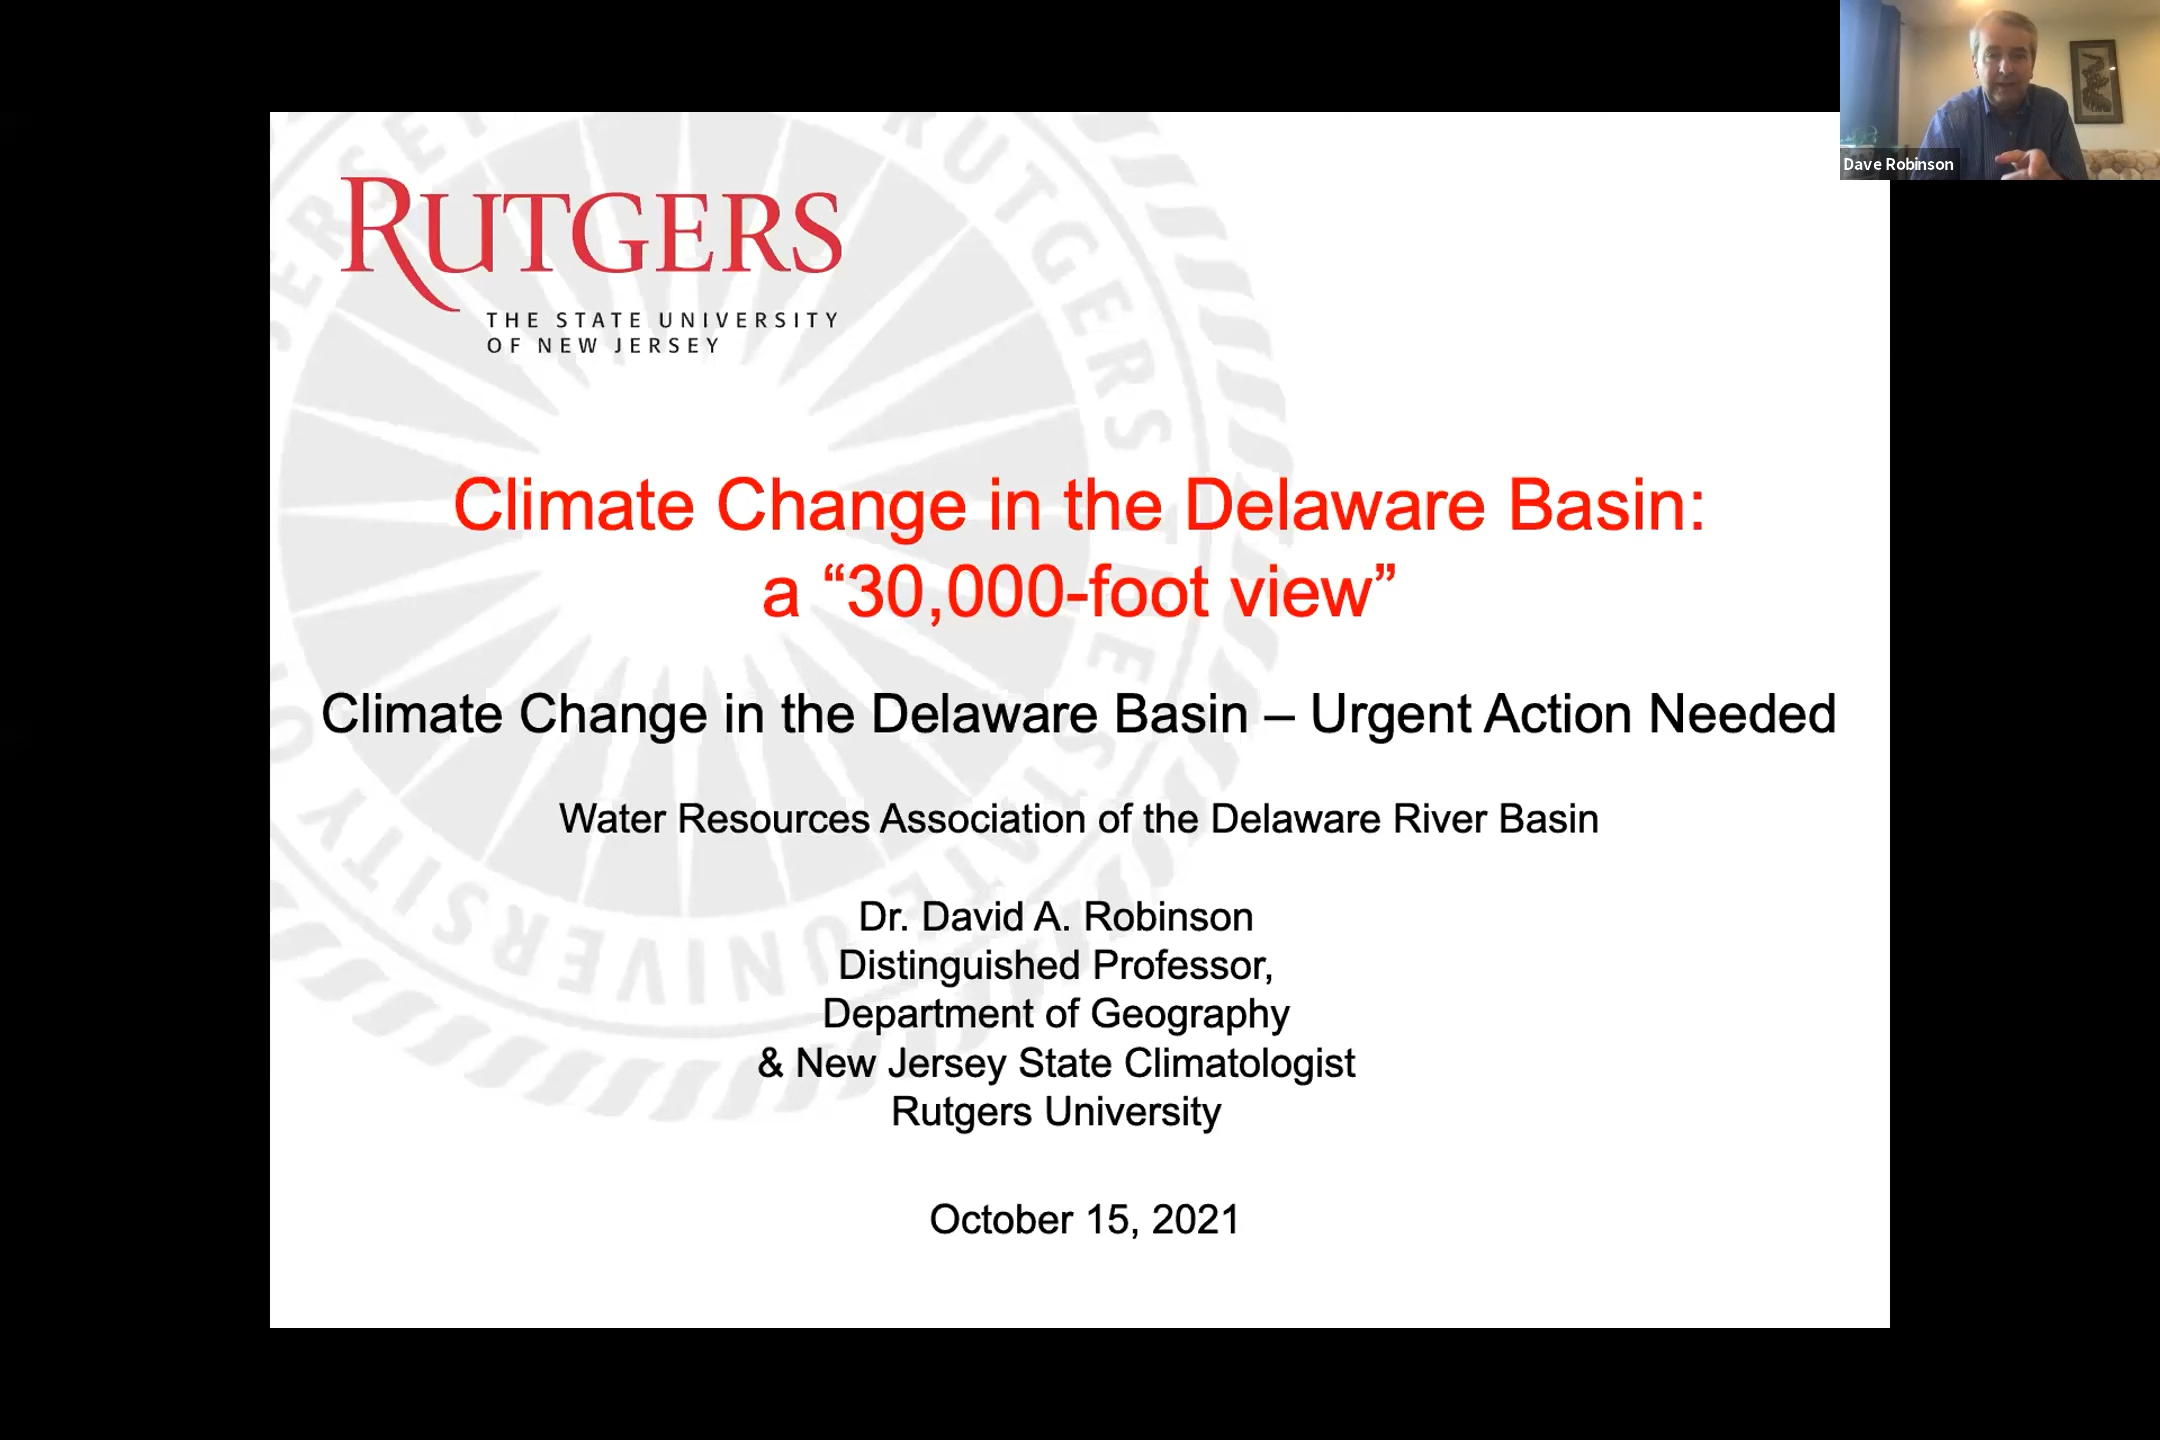 RUTGERS
THE STATE UNIVERSITY
OF NEW JERSEY
Dave Robinson
Climate Change in the Delaware Basin:
a “30,000-foot view”
Climate Change in the Delaware Basin – Urgent Action Needed
Water Resources Association of the Delaware River Basin
Dr. David A. Robinson
Distinguished Professor,
Department of Geography
& New Jersey State Climatologist
Rutgers University
October 15, 2021